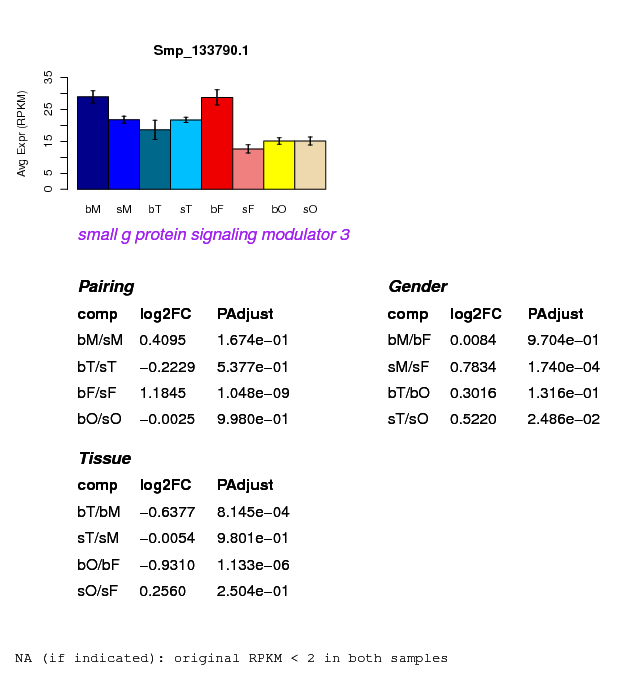 Smp_133790.1
Avg Expr (RPKM)
35
25
15
5
0
bM sM bT sT bF sF bO sO
small g protein signaling modulator 3
Pairing
comp log2FC PAdjust
bM/sM 0.4095 1.674e−01
bT/sT −0.2229 5.377e−01
bF/sF 1.1845 1.048e−09
bO/sO −0.0025 9.980e−01
Gender
comp log2FC PAdjust
bM/bF 0.0084 9.704e−01
sM/sF 0.7834 1.740e−04
bT/bO 0.3016 1.316e−01
sT/sO 0.5220 2.486e−02
Tissue
comp log2FC PAdjust
bT/bM −0.6377 8.145e−04
sT/sM −0.0054 9.801e−01
bO/bF −0.9310 1.133e−06
sO/sF 0.2560 2.504e−01
NA (if indicated): original RPKM < 2 in both samples